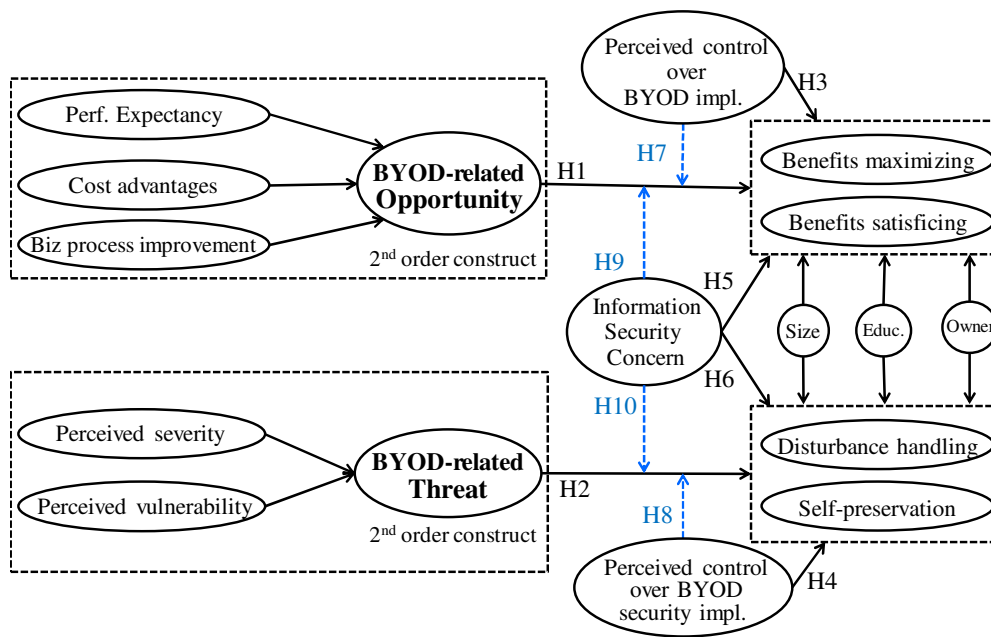 Perceived control
over
BYOD impl.
H3
Perf. Expectancy
Cost advantages
Biz process improvement
BYOD-related
Opportunity
2nd order construct
H1
H7
Benefits maximizing
Benefits satisficing
H9
H5
Information
Security
Concern
H6
H10
Size
Educ.
Owner
Perceived severity
Perceived vulnerability
BYOD-related
Threat
2nd order construct
H2
H8
Disturbance handling
Self-preservation
Perceived control
over BYOD
security impl.
H4